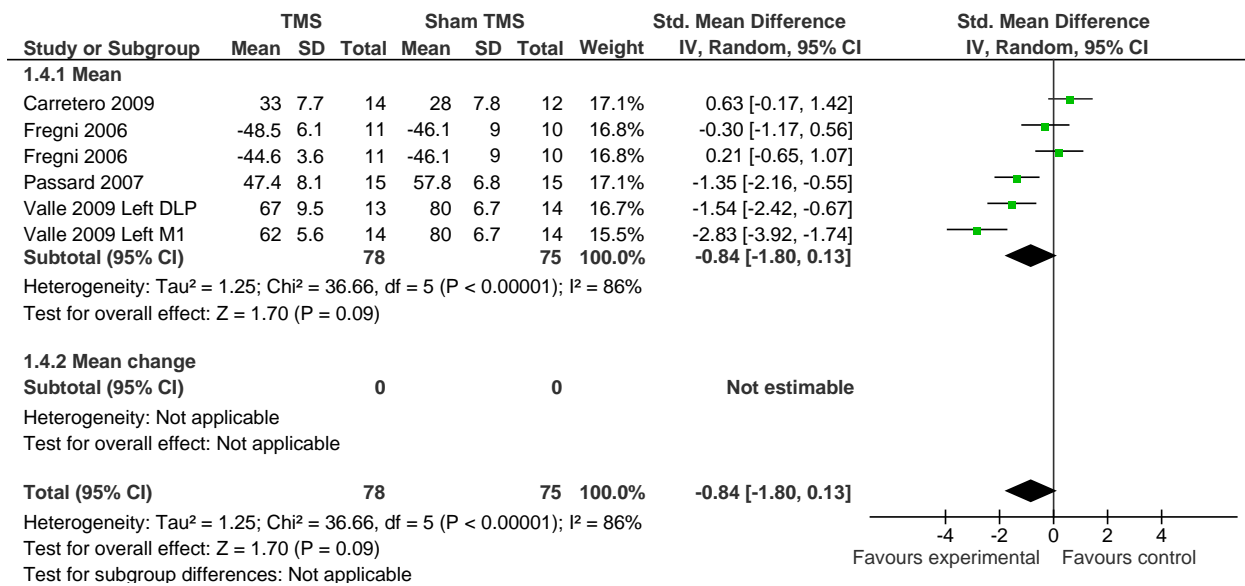 TMS Sham TMS Std. Mean Difference Std. Mean Difference
Study or Subgroup Mean SD Total Mean SD Total Weight IV, Random, 95% CI IV, Random, 95% CI
1.4.1 Mean
Carretero 2009 33 7.7 14 28 7.8 12 17.1% 0.63 [-0.17, 1.42]
Fregni 2006 -48.5 6.1 11 -46.1 9 10 16.8% -0.30 [-1.17, 0.56]
Fregni 2006 -44.6 3.6 11 -46.1 9 10 16.8% 0.21 [-0.65, 1.07]
Passard 2007 47.4 8.1 15 57.8 6.8 15 17.1% -1.35 [-2.16, -0.55]
Valle 2009 Left DLP 67 9.5 13 80 6.7 14 16.7% -1.54 [-2.42, -0.67]
Valle 2009 Left M1 62 5.6 14 80 6.7 14 15.5% -2.83 [-3.92, -1.74]
Subtotal (95% CI) 78 75 100.0% -0.84 [-1.80, 0.13]
Heterogeneity: Tau² = 1.25; Chi² = 36.66, df = 5 (P < 0.00001); I² = 86%
Test for overall effect: Z = 1.70 (P = 0.09)
1.4.2 Mean change
Subtotal (95% CI) 0 0 Not estimable
Heterogeneity: Not applicable
Test for overall effect: Not applicable
Total (95% CI) 78 75 100.0% -0.84 [-1.80, 0.13]
Heterogeneity: Tau² = 1.25; Chi² = 36.66, df = 5 (P < 0.00001); I² = 86%
Test for overall effect: Z = 1.70 (P = 0.09)
Test for subgroup differences: Not applicable
-4 -2 0 2 4
Favours experimental Favours control